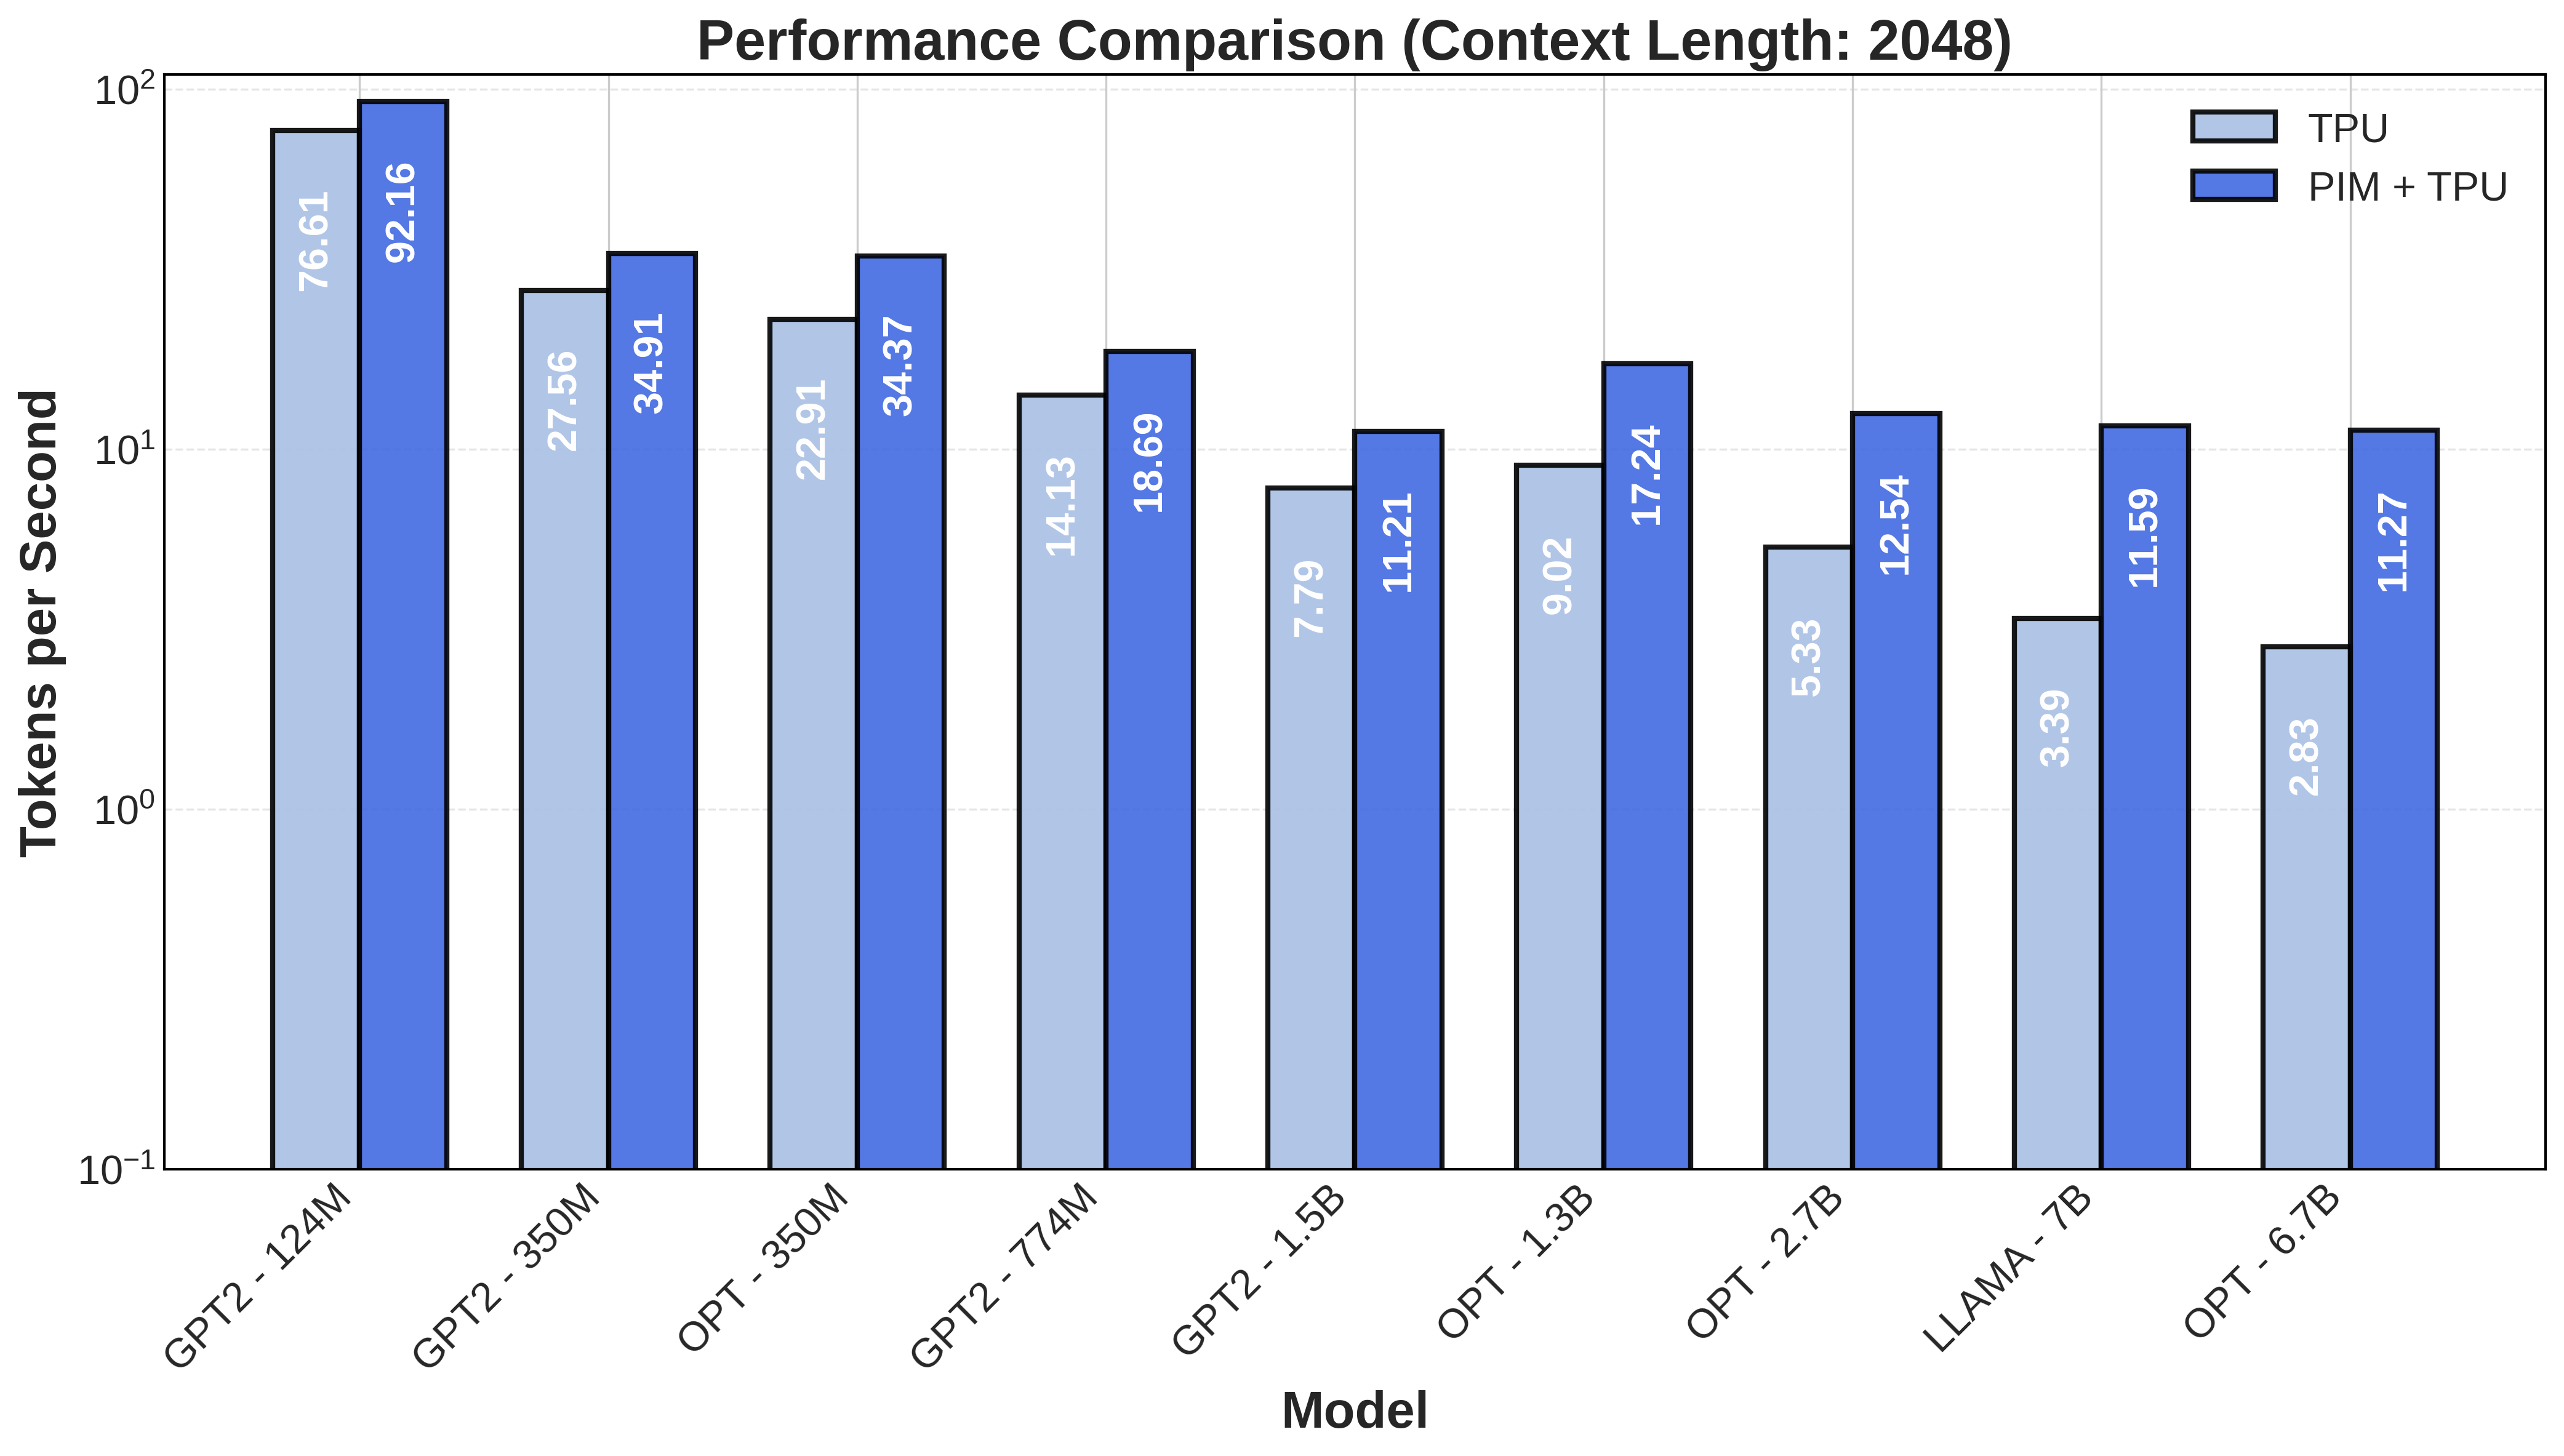 Performance Comparison (Context Length: 2048)
TPU
PIM + TPU
Tokens per Second
10²
10¹
10⁰
10⁻¹
76.61
92.16
27.56
34.91
22.91
34.37
14.13
18.69
7.79
11.21
9.02
17.24
5.33
12.54
3.39
11.59
2.83
11.27
GPT2 - 124M
GPT2 - 350M
OPT - 350M
GPT2 - 774M
GPT2 - 1.5B
OPT - 1.3B
OPT - 2.7B
LLAMA - 7B
OPT - 6.7B
Model